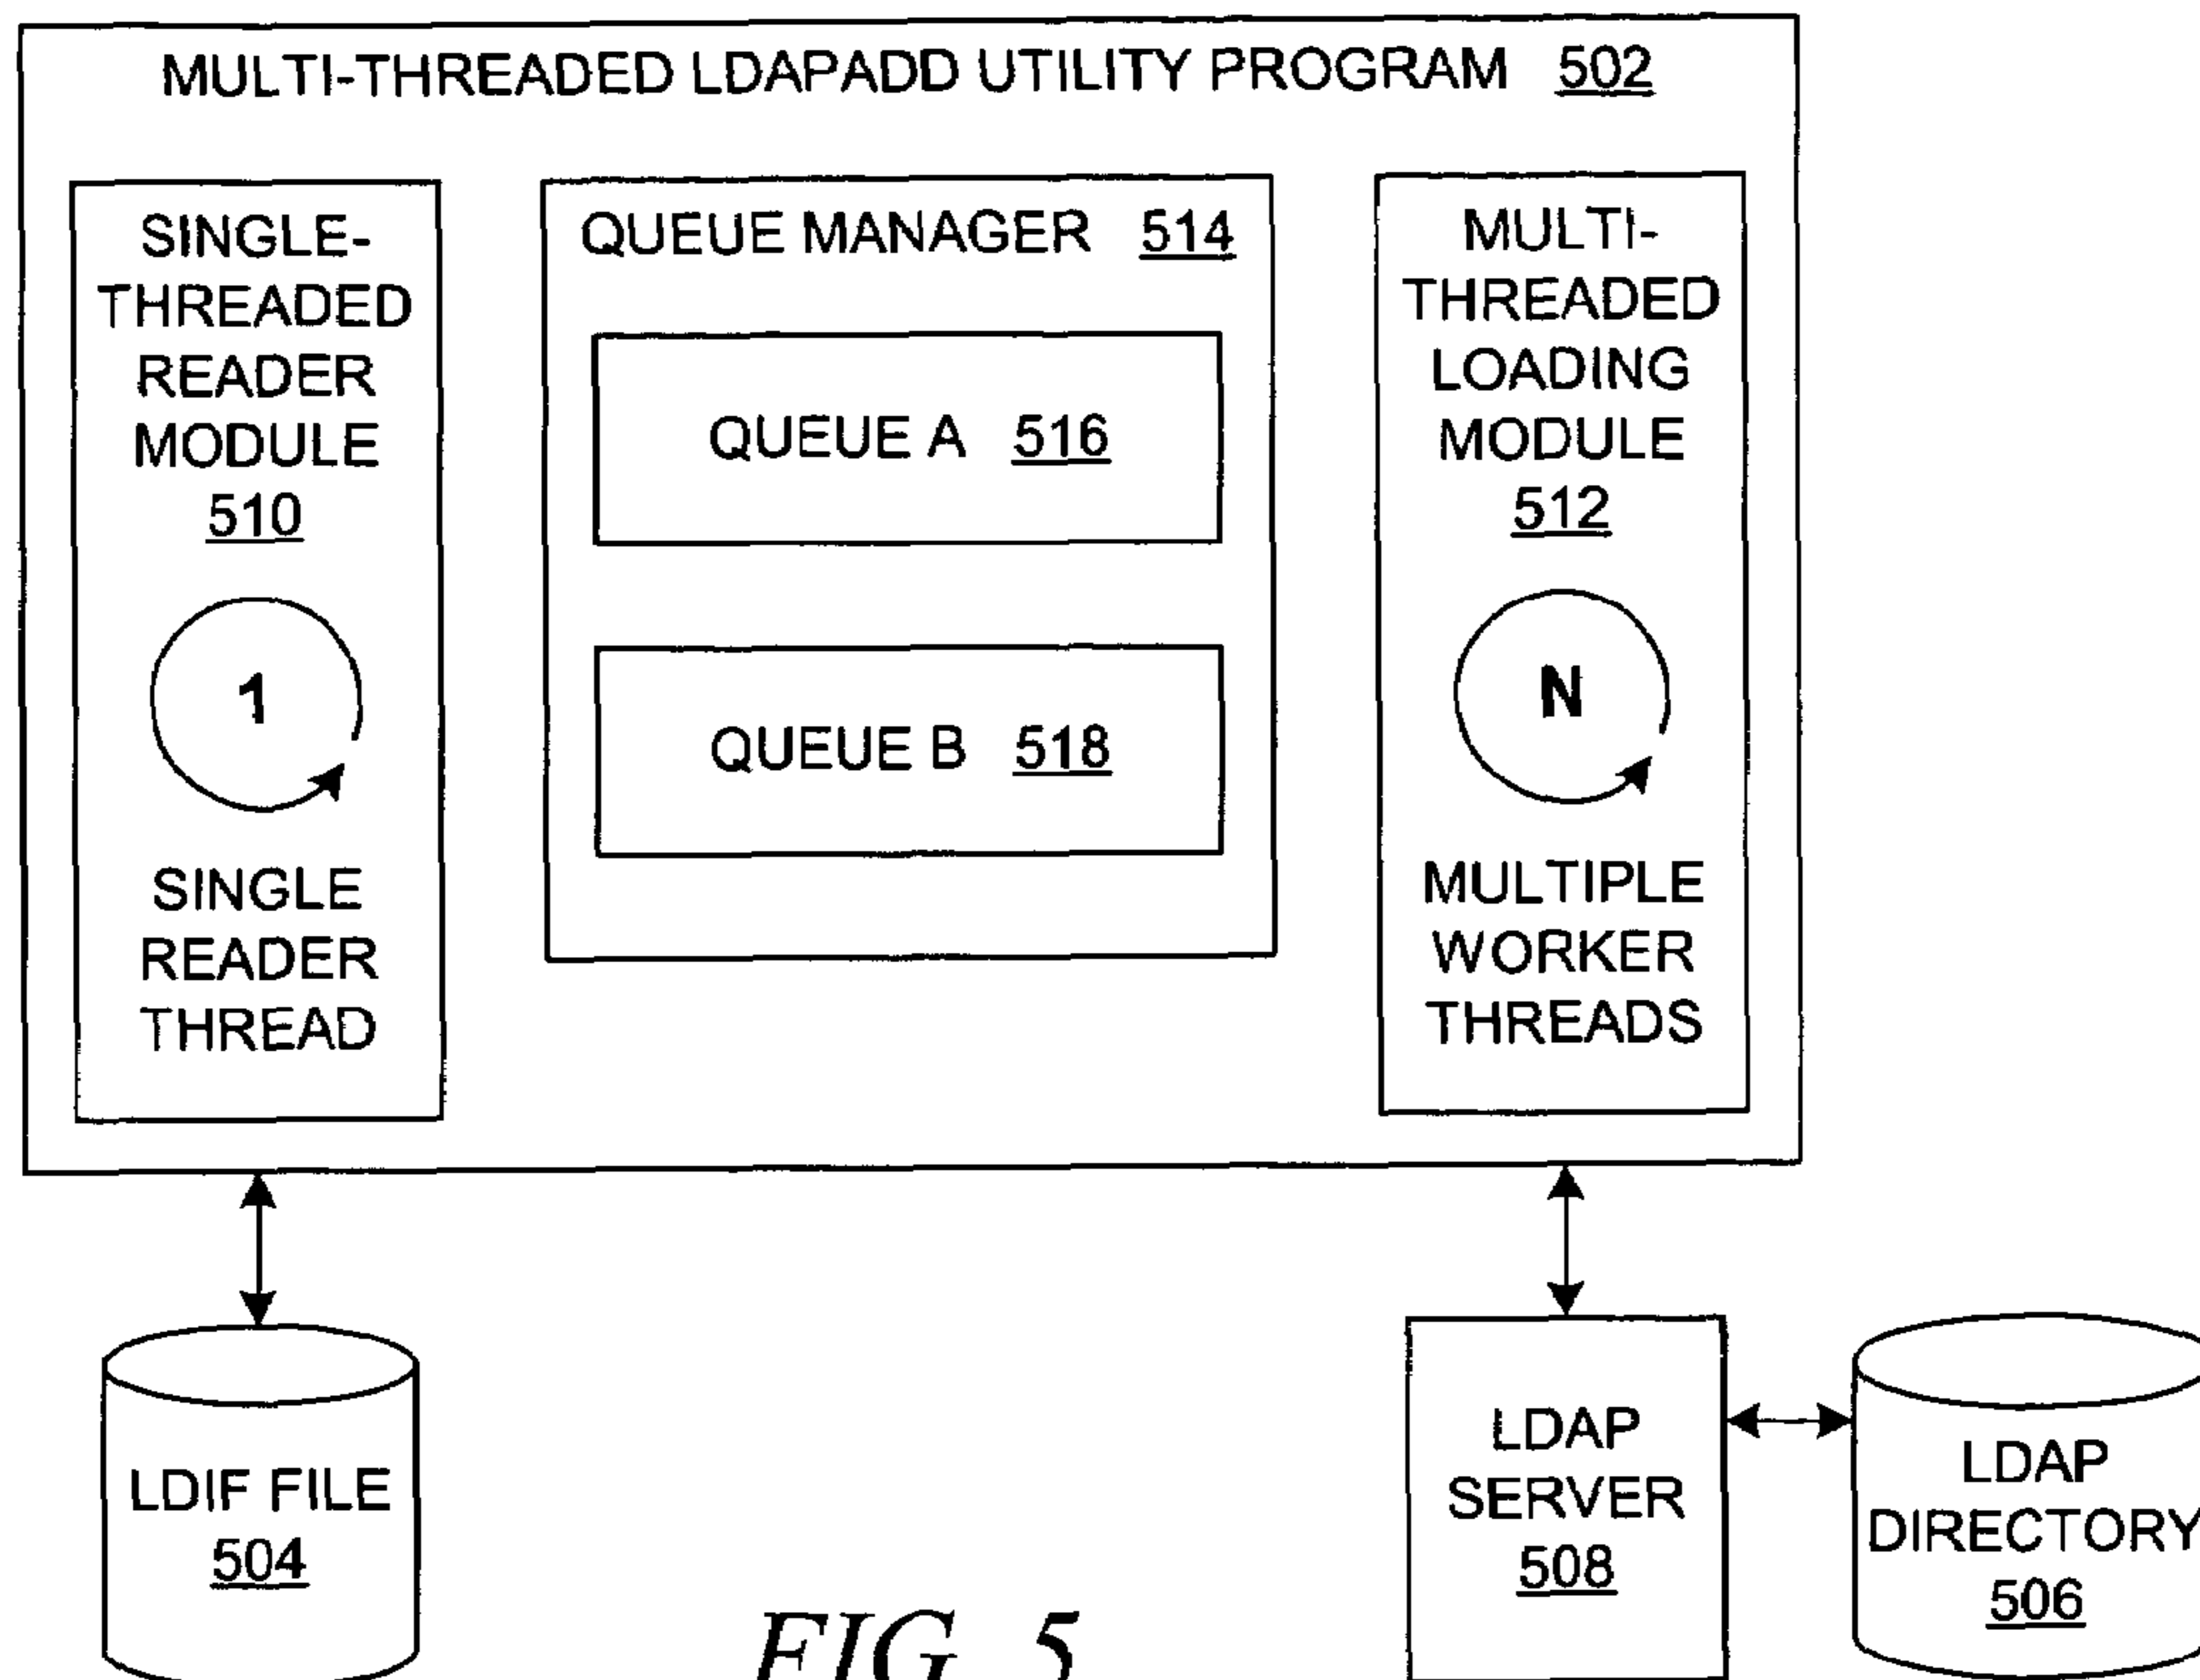 MULTI-THREADED LDAPADD UTILITY PROGRAM 502
SINGLE-
THREADED
READER
MODULE
510
1
SINGLE
READER
THREAD
QUEUE MANAGER 514
QUEUE A 516
QUEUE B 518
MULTI-
THREADED
LOADING
MODULE
512
N
MULTIPLE
WORKER
THREADS
LDIF FILE
504
LDAP
SERVER
508
LDAP
DIRECTORY
506
FIG. 5